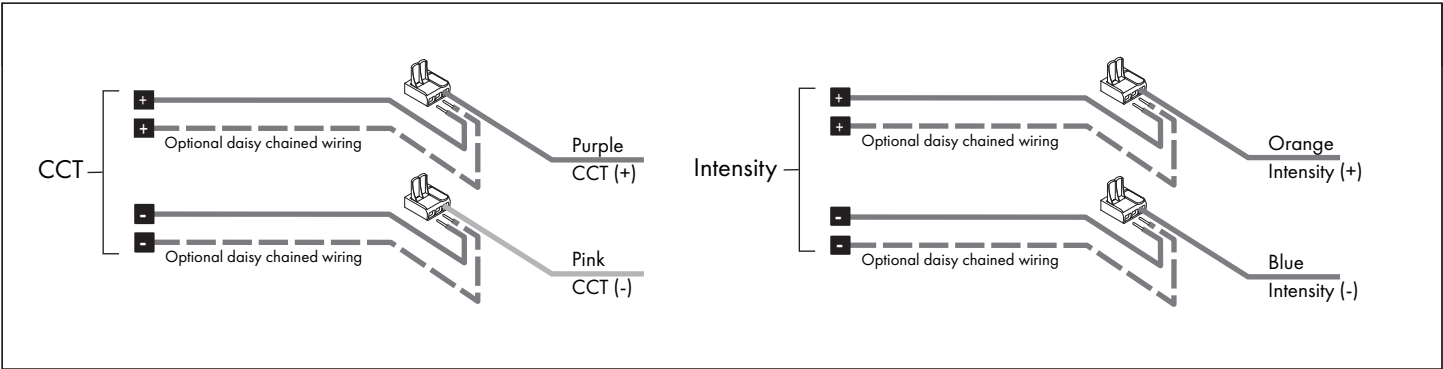 CCT
+
+
Optional daisy chained wiring
Purple
CCT (+)
-
-
Optional daisy chained wiring
Pink
CCT (-)
Intensity
+
+
Optional daisy chained wiring
Orange
Intensity (+)
-
-
Optional daisy chained wiring
Blue
Intensity (-)